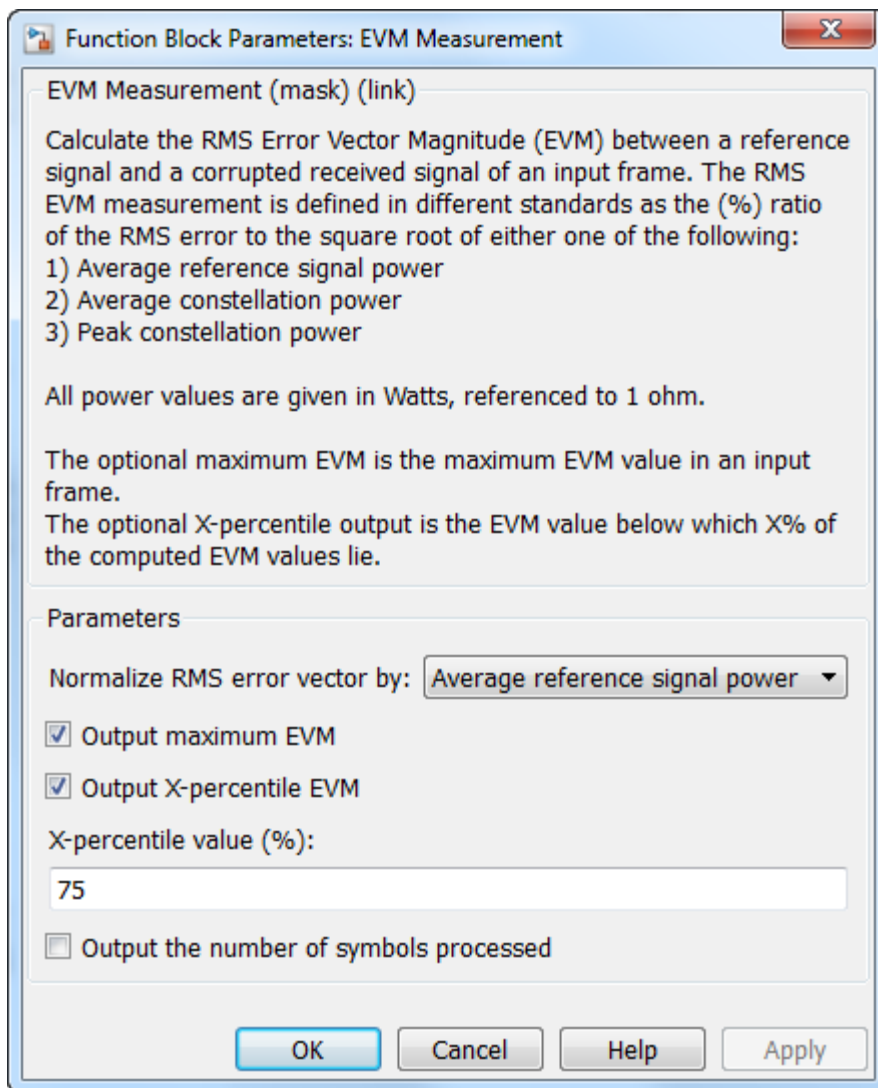 Function Block Parameters: EVM Measurement
EVM Measurement (mask) (link)
Calculate the RMS Error Vector Magnitude (EVM) between a reference
signal and a corrupted received signal of an input frame. The RMS
EVM measurement is defined in different standards as the (%) ratio
of the RMS error to the square root of either one of the following:
1) Average reference signal power
2) Average constellation power
3) Peak constellation power
All power values are given in Watts, referenced to 1 ohm.
The optional maximum EVM is the maximum EVM value in an input
frame.
The optional X-percentile output is the EVM value below which X% of
the computed EVM values lie.
Parameters
Normalize RMS error vector by: Average reference signal power
Output maximum EVM
Output X-percentile EVM
X-percentile value (%):
75
Output the number of symbols processed
OK Cancel Help Apply